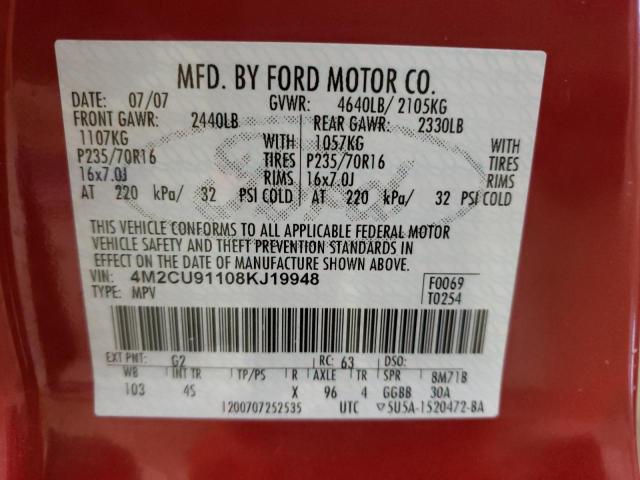 MFD. BY FORD MOTOR CO.
DATE: 07/07 GVWR: 4640LB/ 2105KG
FRONT GAWR: 2440LB REAR GAWR: 2330LB
1107KG WITH 1057KG WITH
P235/70R16 TIRES P235/70R16 TIRES
16x7.0J RIMS 16x7.0J RIMS
AT 220 kPa/ 32 PSI COLD AT 220 kPa/ 32 PSI COLD
THIS VEHICLE CONFORMS TO ALL APPLICABLE FEDERAL MOTOR
VEHICLE SAFETY AND THEFT PREVENTION STANDARDS IN
EFFECT ON THE DATE OF MANUFACTURE SHOWN ABOVE.
VIN: 4M2CU91108KJ19948 F0069
TYPE: MPV T0254
EXT PNT: G2 RC: 63 DSO:
WB INT TR TP/PS R AXLE TR SPR 8M71B
103 4S X 96 4 GGBB 30A
1200707252535 UTC ▽5U5A-1520472-BA
Ford